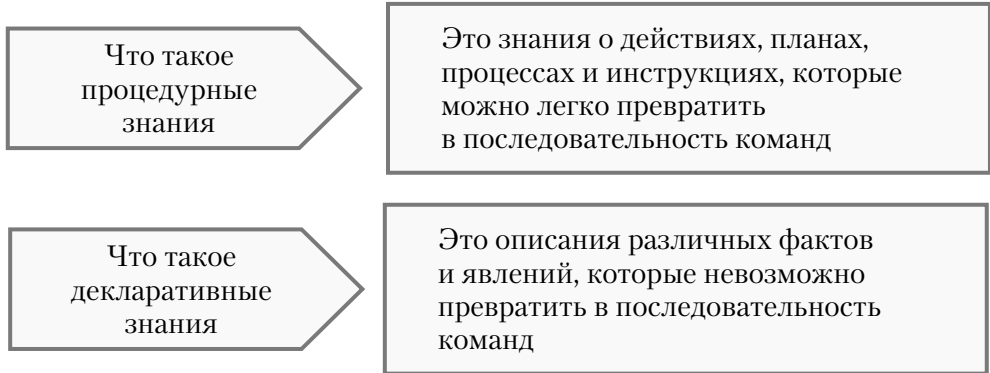 Что такое
процедурные
знания
Это знания о действиях, планах,
процессах и инструкциях, которые
можно легко превратить
в последовательность команд
Что такое
декларативные
знания
Это описания различных фактов
и явлений, которые невозможно
превратить в последовательность
команд